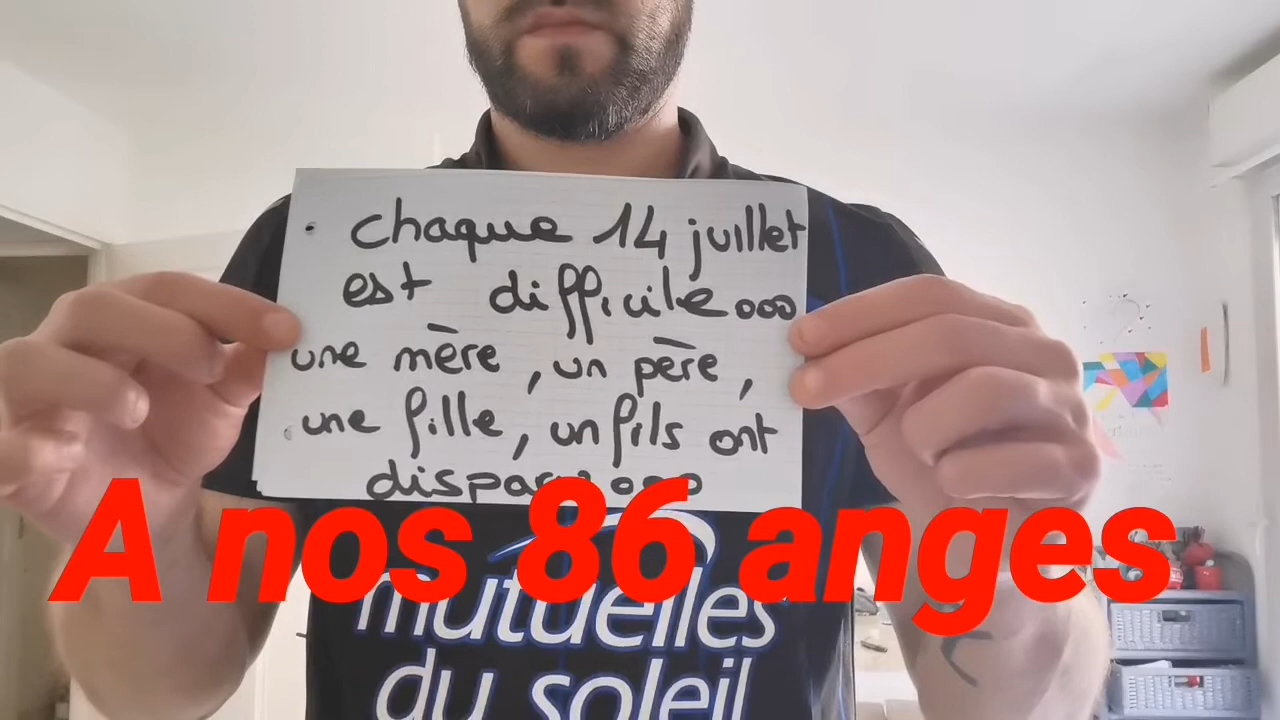 chaque 14 juillet
est difficile...
une mère, un père,
une fille, un fils ont
A nos 86 anges
mutuelles
du soleil